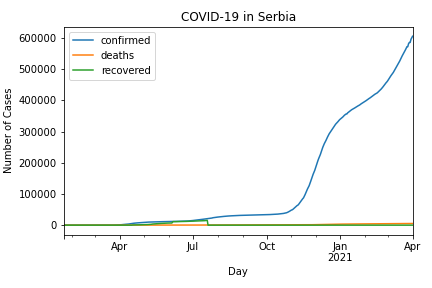 COVID-19 in Serbia
confirmed
deaths
recovered
Number of Cases
600000
500000
400000
300000
200000
100000
0
Apr Jul Oct Jan Apr
2021
Day